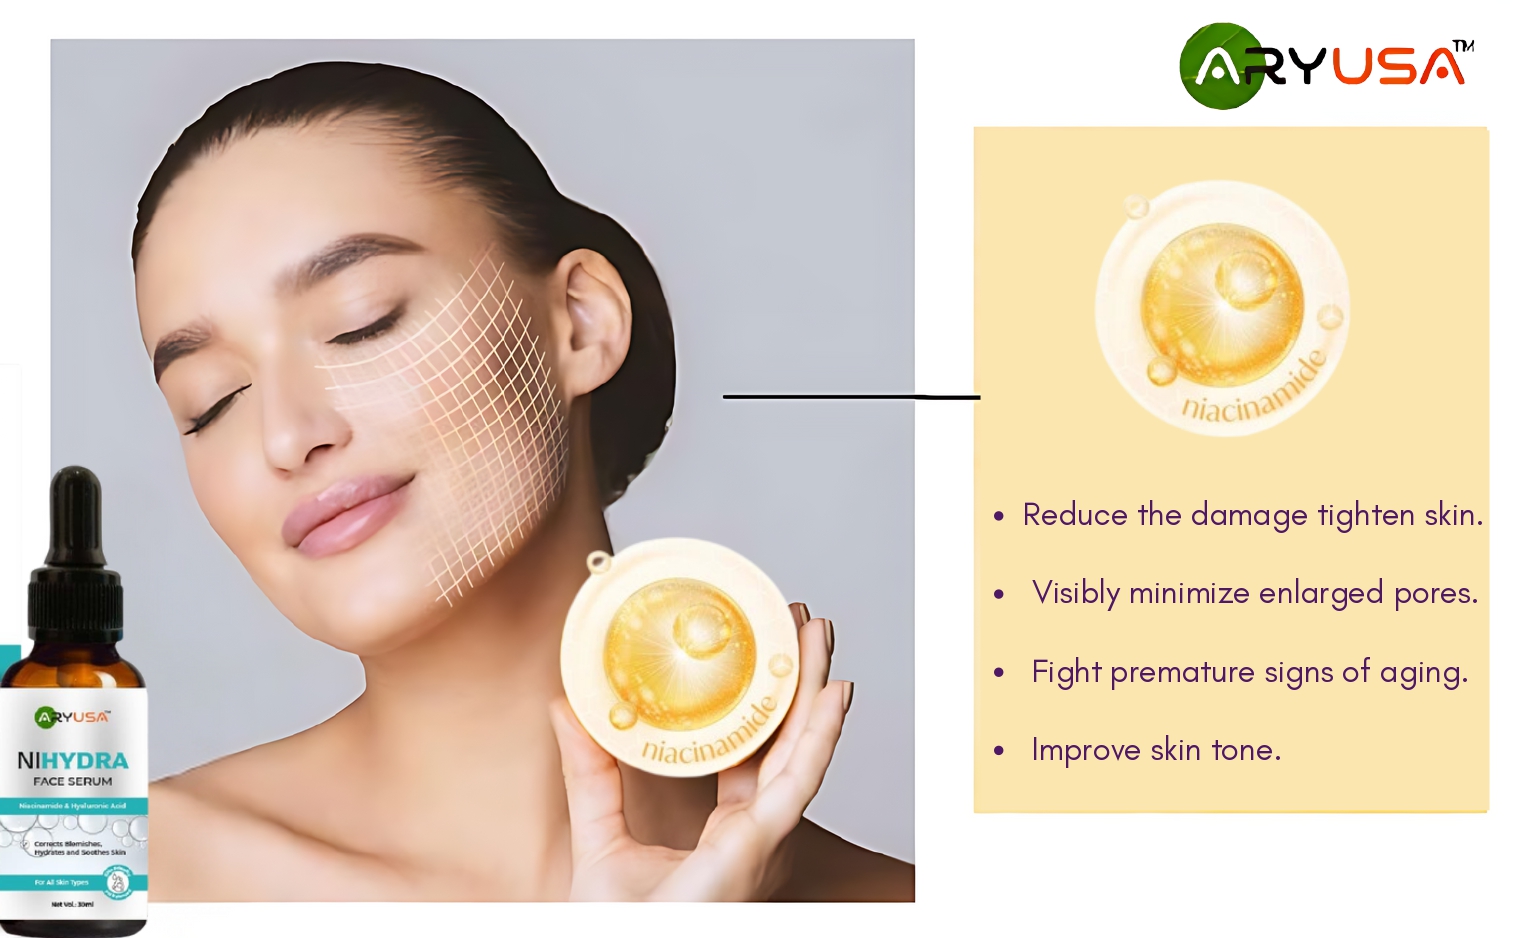 ARYUSA™
niacinamide
• Reduce the damage tighten skin.
• Visibly minimize enlarged pores.
• Fight premature signs of aging.
• Improve skin tone.
niacinamide
ARYUSA™
NIHYDRA
FACE SERUM
Niacinamide & Hyaluronic Acid
Corrects Blemishes,
Hydrates and Soothes Skin
For All Skin Types
Net Vol.: 30ml